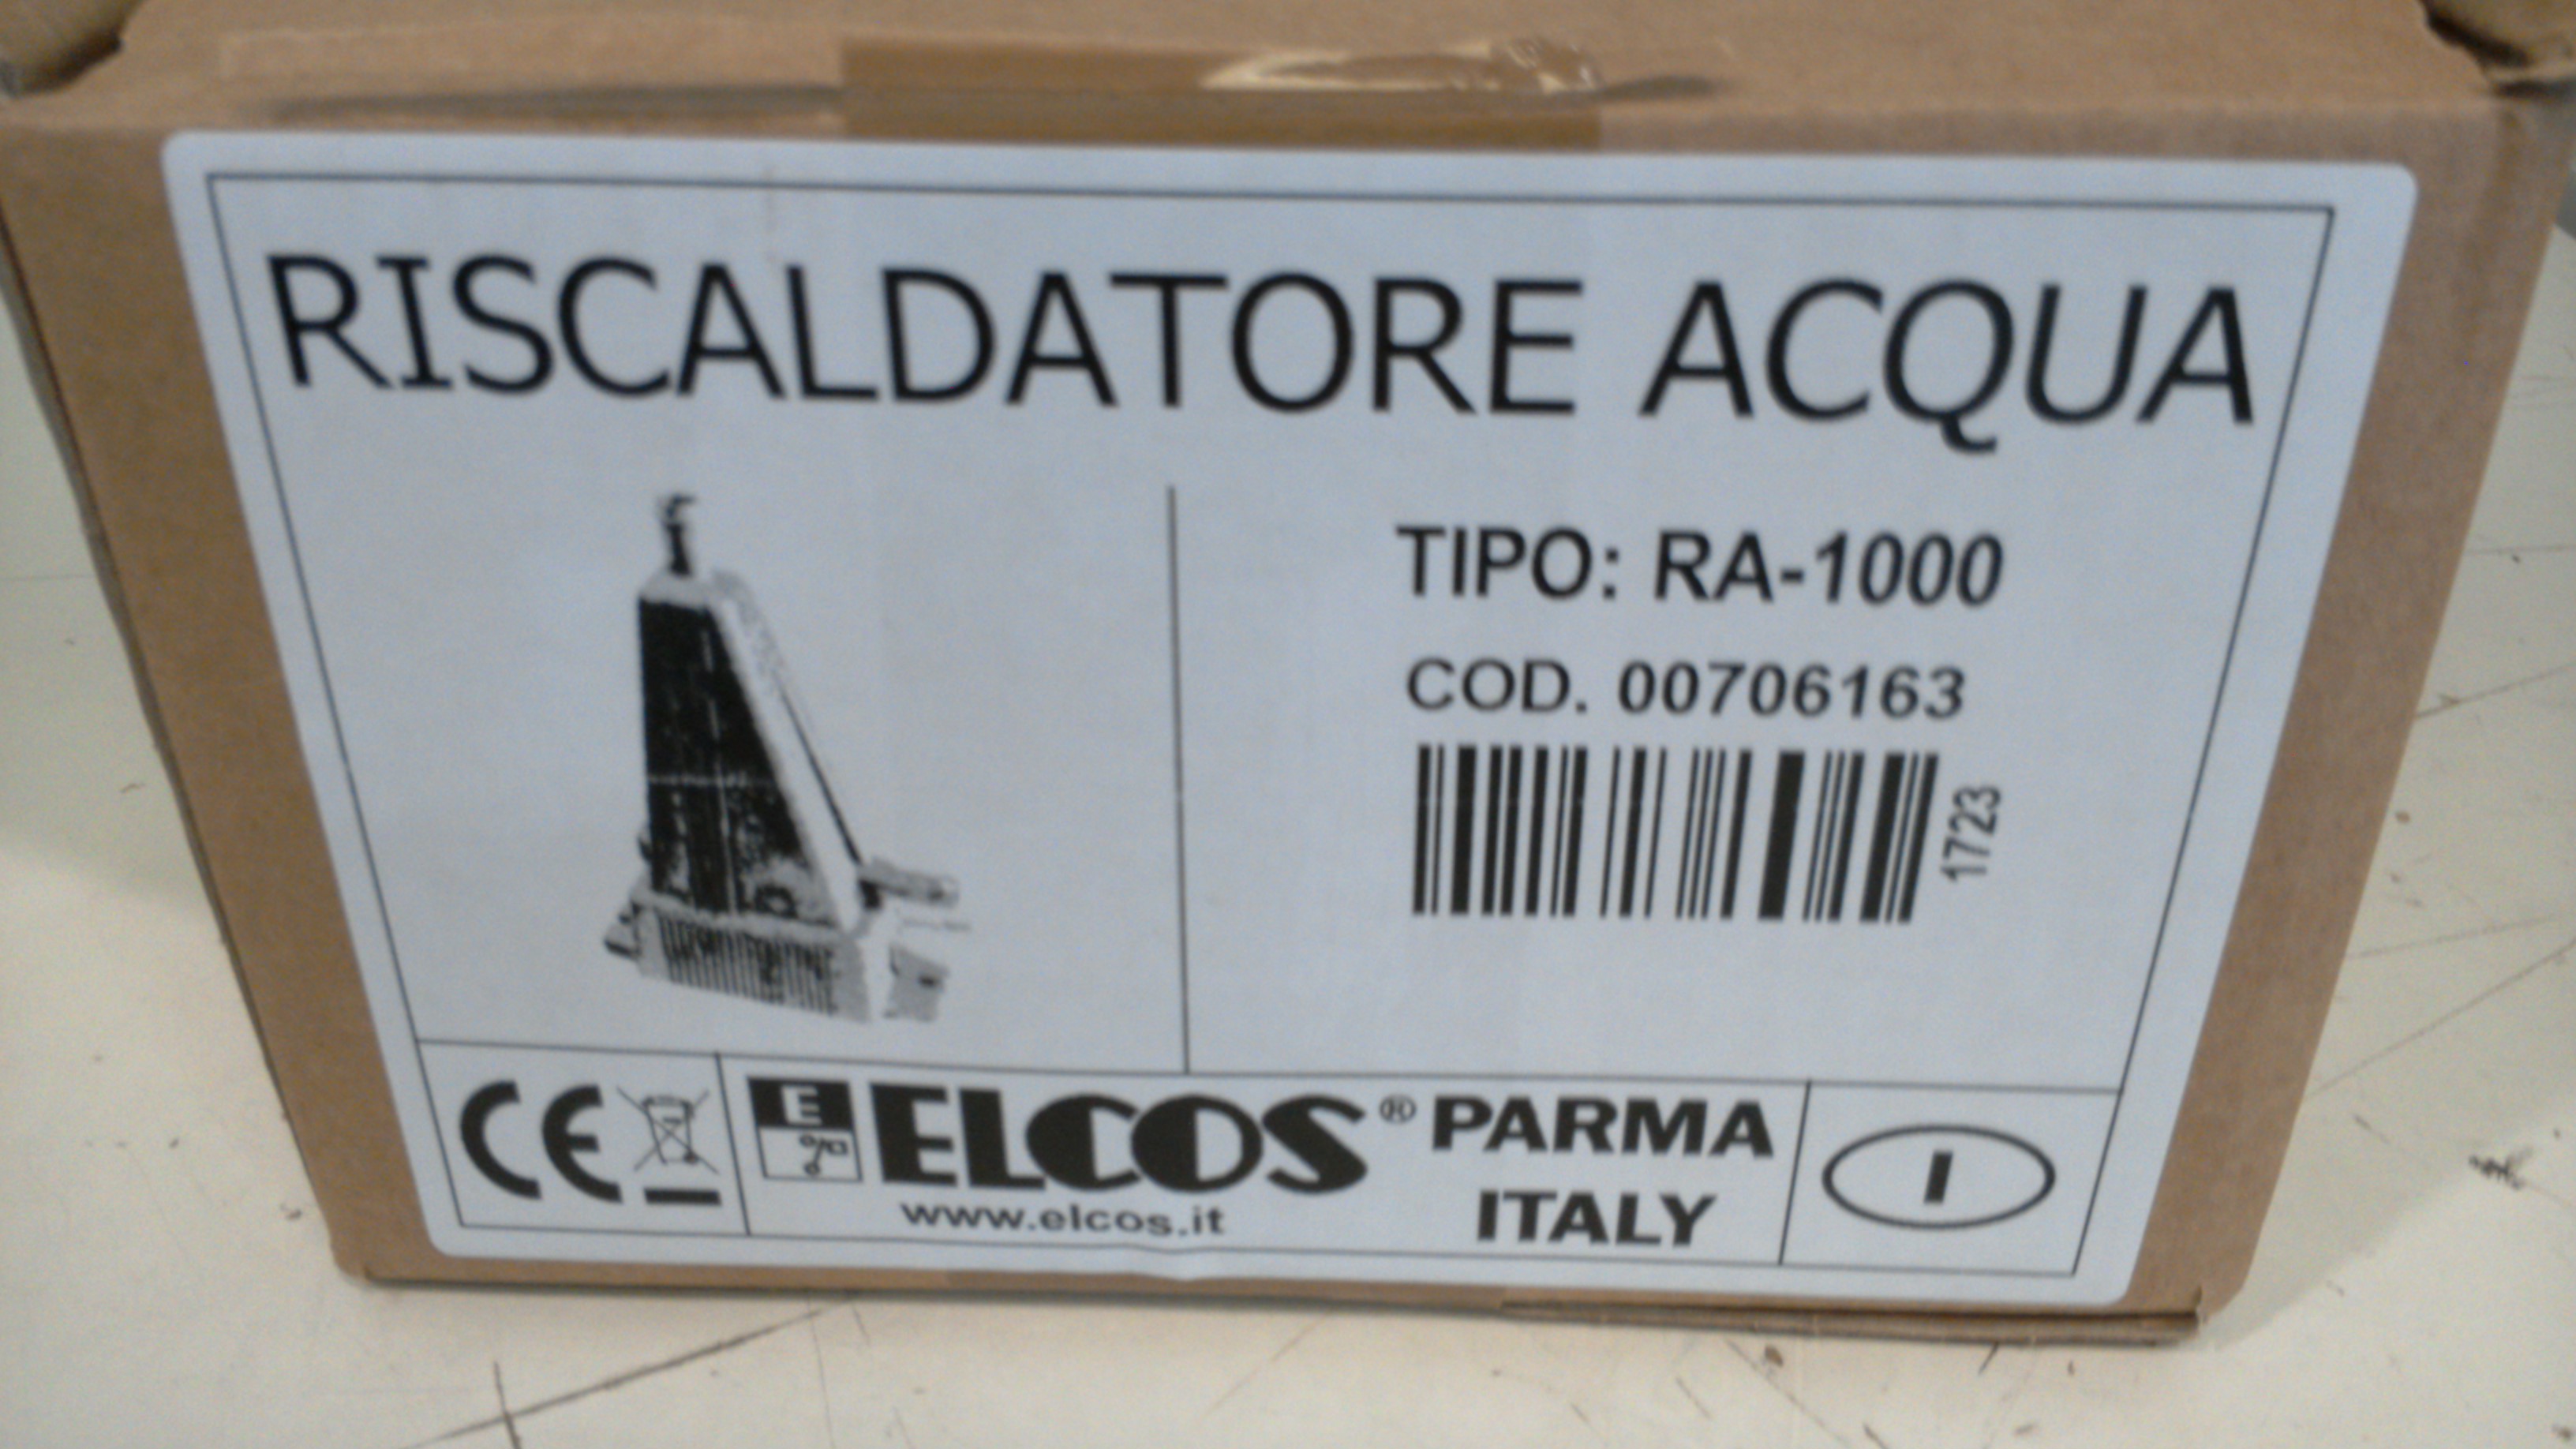 RISCALDATORE ACQUA
TIPO: RA-1000
COD. 00706163
1723
CE
E
ELCOS® PARMA
www.elcos.it
ITALY
I